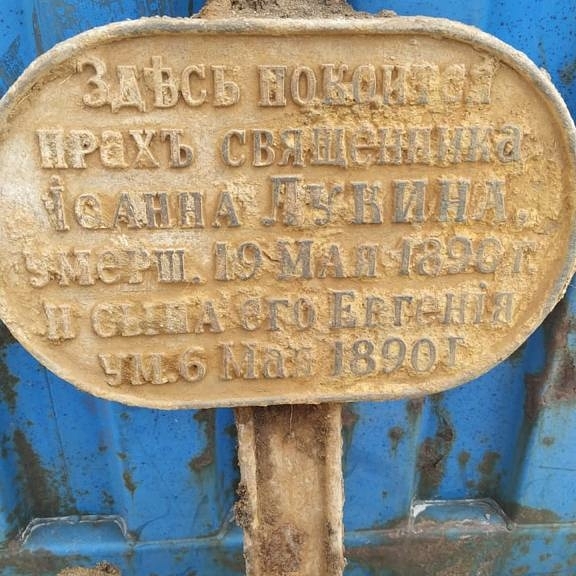 Здѣсь покоится
прахъ священника
Іоанна Лукина.
умерш. 19 Мая 1890 г.
и сына его Евгенія
ум. 6 Мая 1890 г